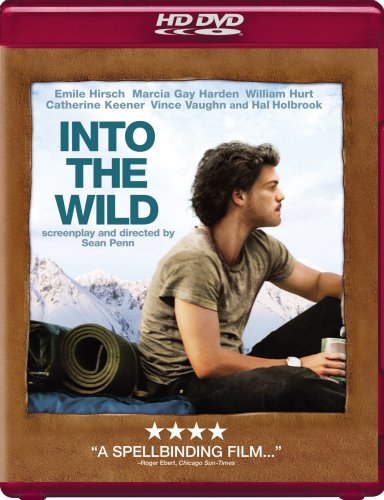 HD DVD
Emile Hirsch Marcia Gay Harden William Hurt
Catherine Keener Vince Vaughn and Hal Holbrook
INTO
THE
WILD
screenplay and directed by
Sean Penn
★★★★
“A SPELLBINDING FILM...”
–Roger Ebert, Chicago Sun-Times